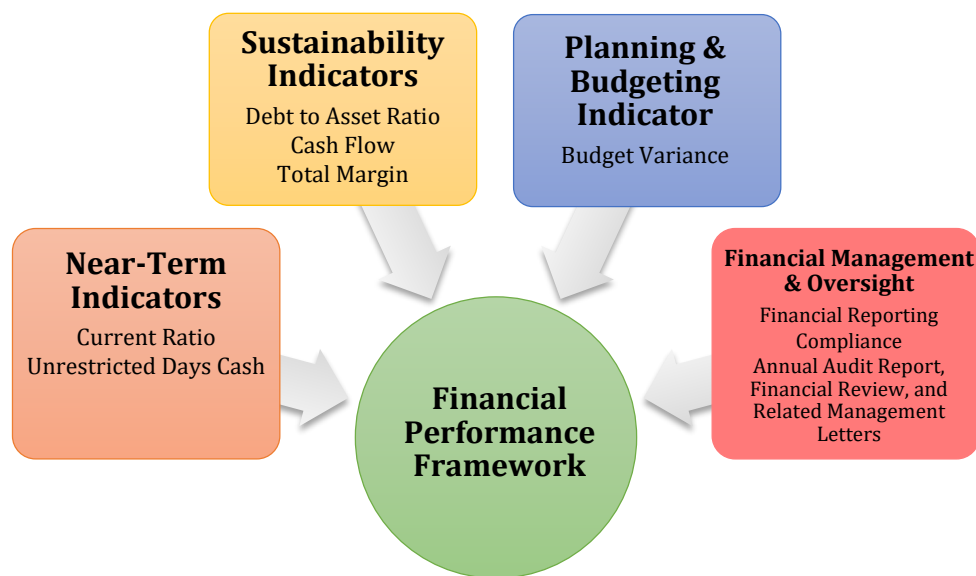 Sustainability
Indicators
Debt to Asset Ratio
Cash Flow
Total Margin
Planning &
Budgeting
Indicator
Budget Variance
Near-Term
Indicators
Current Ratio
Unrestricted Days Cash
Financial Management
& Oversight
Financial Reporting
Compliance
Annual Audit Report,
Financial Review, and
Related Management
Letters
Financial
Performance
Framework